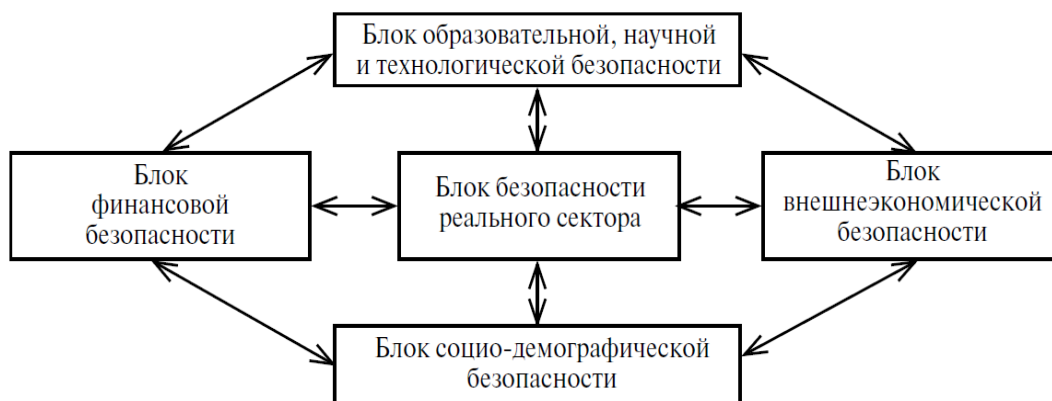 Блок образовательной, научной
и технологической безопасности
Блок
финансовой
безопасности
Блок безопасности
реального сектора
Блок
внешнеэкономической
безопасности
Блок социо-демографической
безопасности